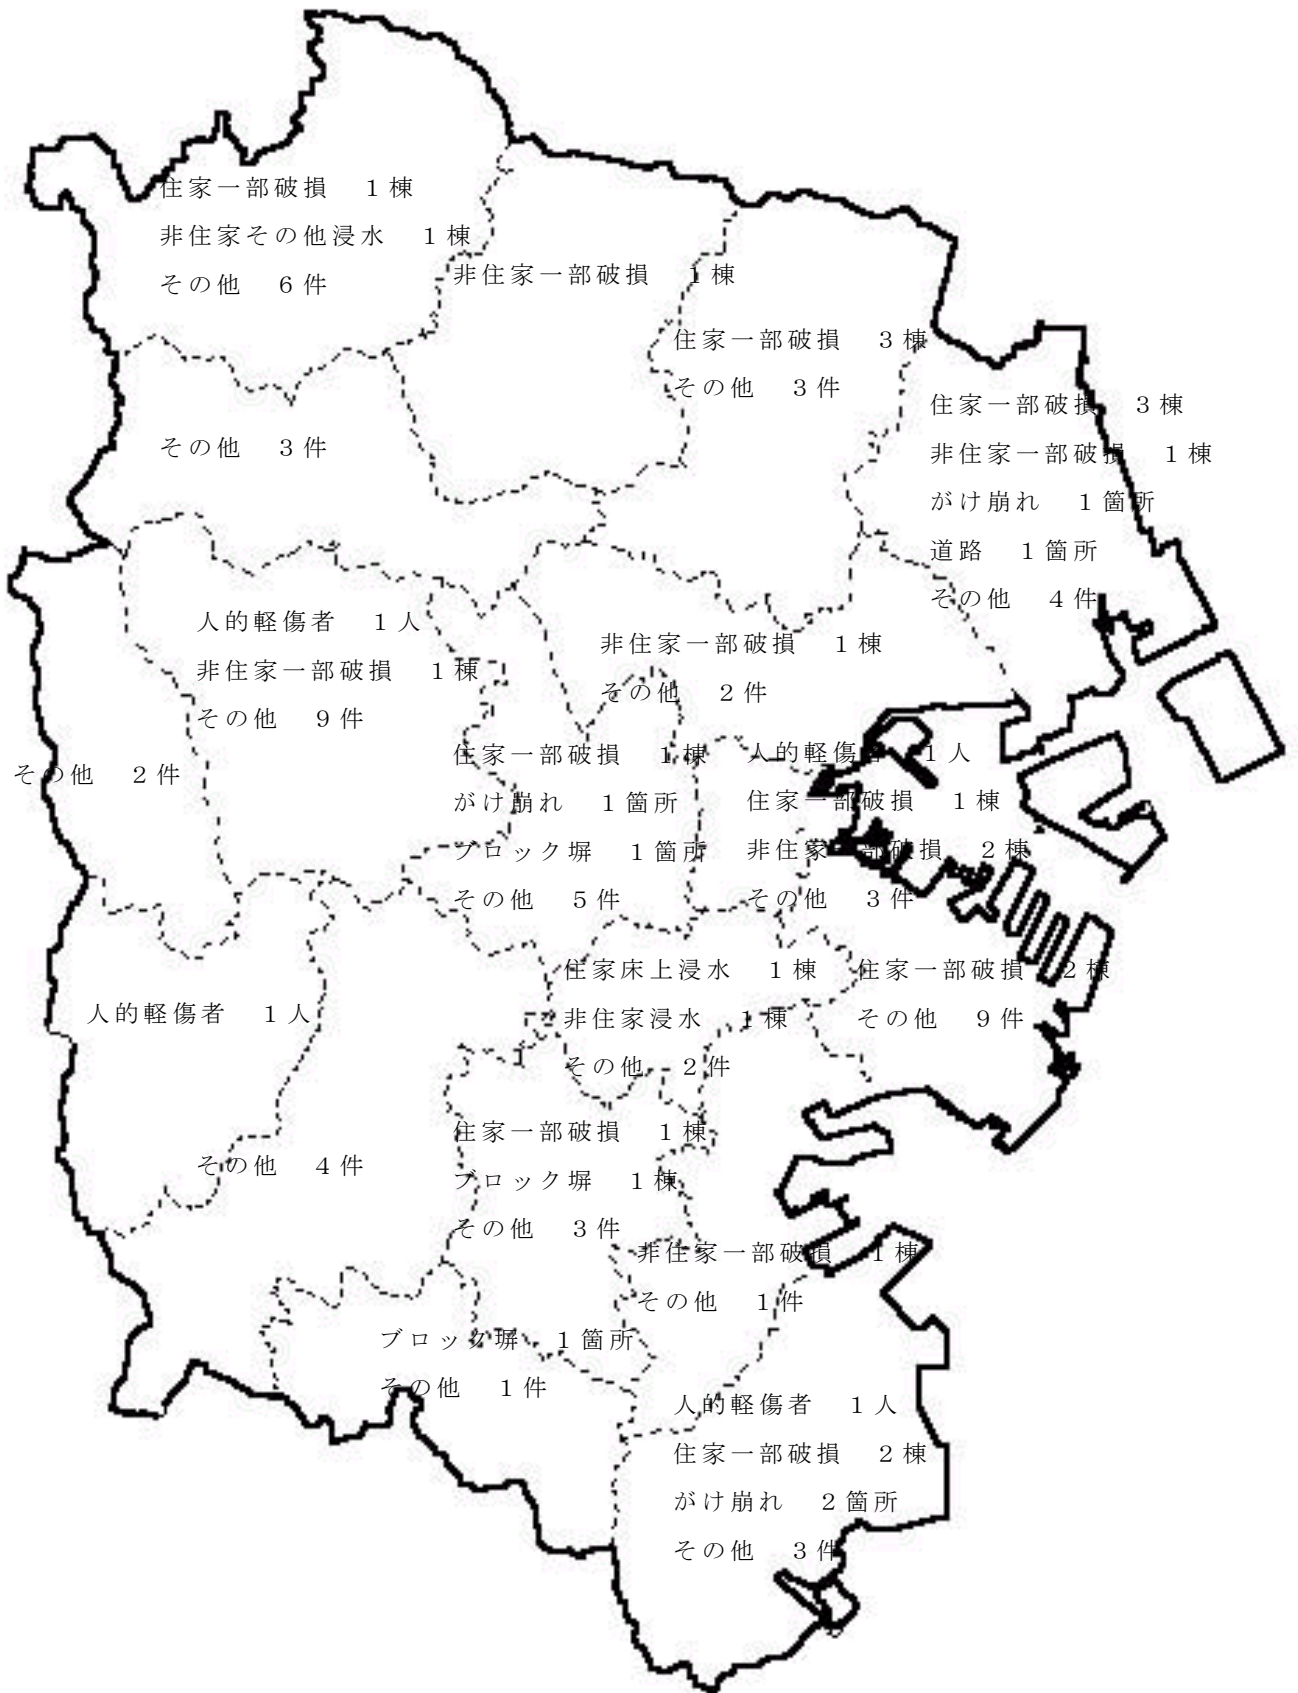 住家一部破損　１棟
非住家その他浸水　１棟
その他　６件
非住家一部破損　１棟
住家一部破損　３棟
その他　３件
住家一部破損　３棟
非住家一部破損　１棟
がけ崩れ　１箇所
道路　１箇所
その他　４件
その他　３件
人的軽傷者　１人
非住家一部破損　１棟
その他　９件
非住家一部破損　１棟
その他　２件
その他　２件
住家一部破損　１棟
がけ崩れ　１箇所
ブロック塀　１箇所
その他　５件
人的軽傷者　１人
住家一部破損　１棟
非住家一部破損　２棟
その他　３件
住家床上浸水　１棟
非住家浸水　１棟
その他　２件
住家一部破損　２棟
その他　９件
人的軽傷者　１人
その他　４件
住家一部破損　１棟
ブロック塀　１棟
その他　３件
非住家一部破損　１棟
その他　１件
ブロック塀　１箇所
その他　１件
人的軽傷者　１人
住家一部破損　２棟
がけ崩れ　２箇所
その他　３件